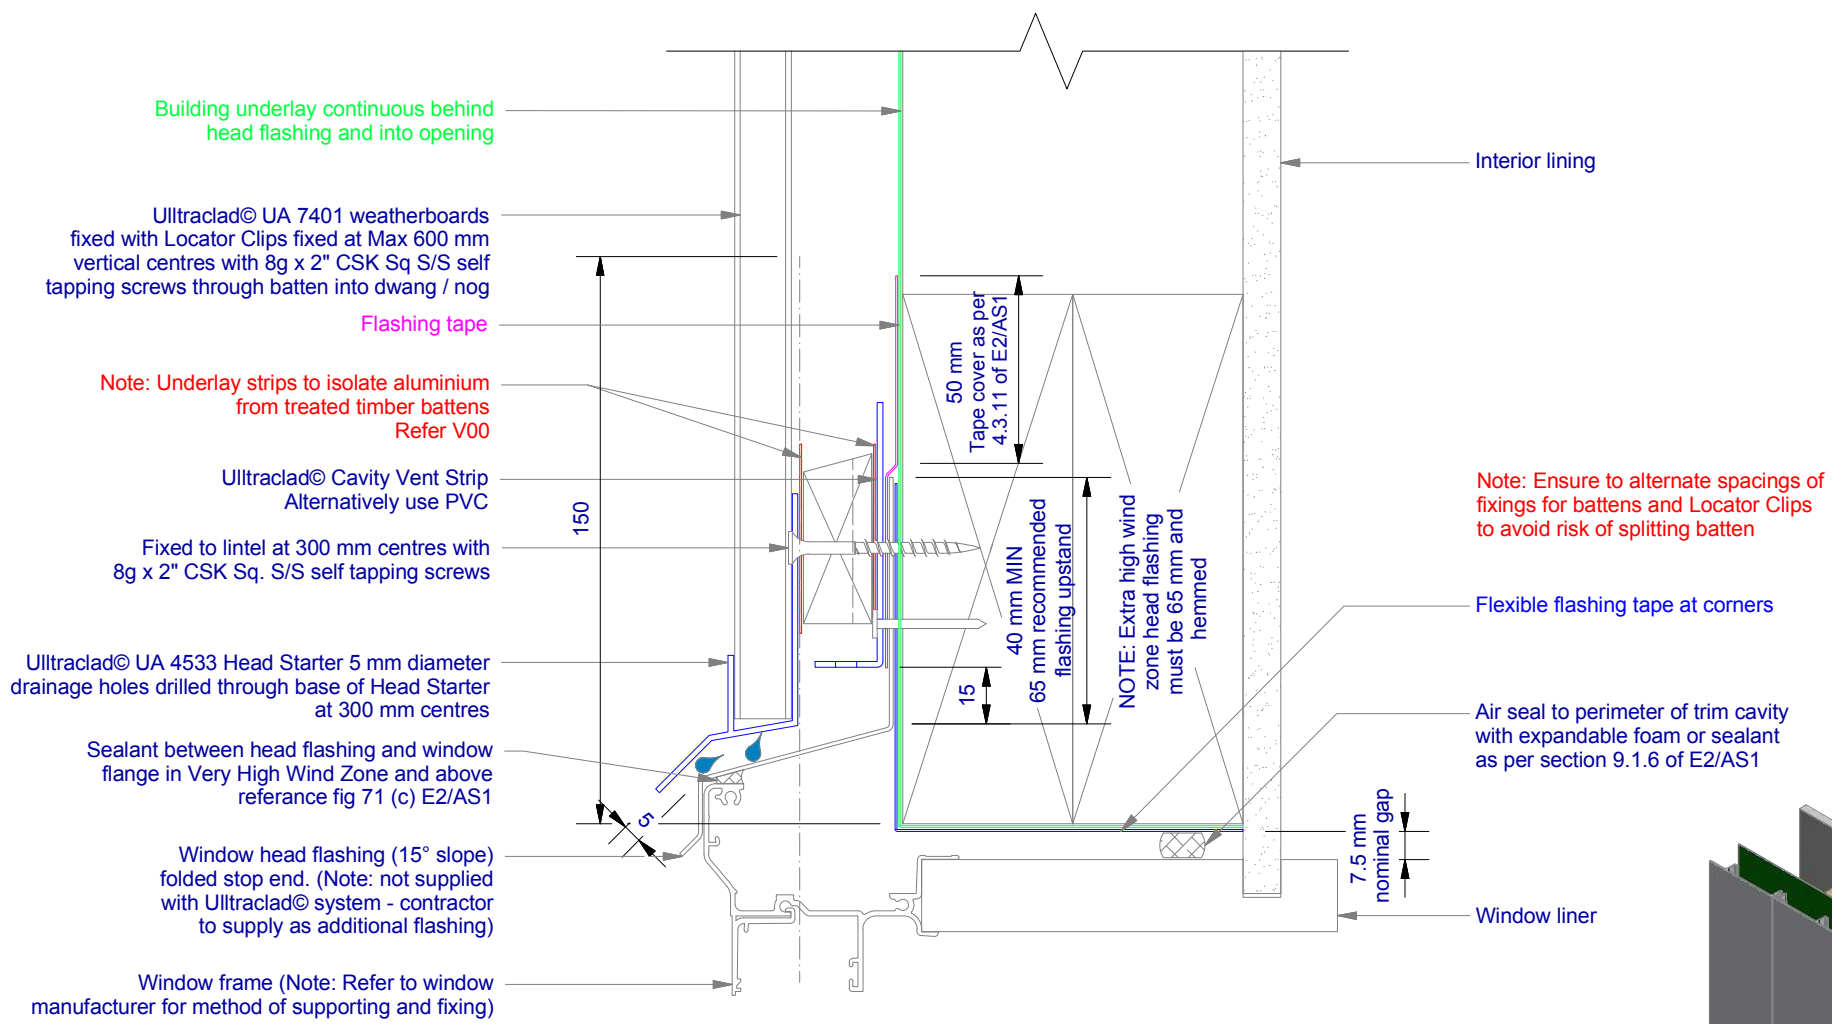 Building underlay continuous behind
head flashing and into opening
Ulltraclad© UA 7401 weatherboards
fixed with Locator Clips fixed at Max 600 mm
vertical centres with 8g x 2" CSK Sq S/S self
tapping screws through batten into dwang / nog
Flashing tape
Note: Underlay strips to isolate aluminium
from treated timber battens
Refer V00
Ulltraclad© Cavity Vent Strip
Alternatively use PVC
Fixed to lintel at 300 mm centres with
8g x 2" CSK Sq. S/S self tapping screws
Ulltraclad© UA 4533 Head Starter 5 mm diameter
drainage holes drilled through base of Head Starter
at 300 mm centres
Sealant between head flashing and window
flange in Very High Wind Zone and above
referance fig 71 (c) E2/AS1
Window head flashing (15° slope)
folded stop end. (Note: not supplied
with Ulltraclad© system - contractor
to supply as additional flashing)
Window frame (Note: Refer to window
manufacturer for method of supporting and fixing)
150
5
50 mm
Tape cover as per
4.3.11 of E2/AS1
15
40 mm MIN
65 mm recommended
flashing upstand
NOTE: Extra high wind
zone head flashing
must be 65 mm and
hemmed
7.5 mm
nominal gap
Interior lining
Note: Ensure to alternate spacings of
fixings for battens and Locator Clips
to avoid risk of splitting batten
Flexible flashing tape at corners
Air seal to perimeter of trim cavity
with expandable foam or sealant
as per section 9.1.6 of E2/AS1
Window liner